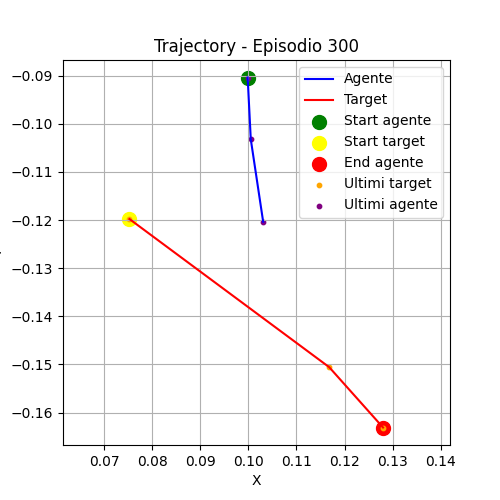 Trajectory - Episodio 300
Agente
Target
Start agente
Start target
End agente
Ultimi target
Ultimi agente
−0.09
−0.10
−0.11
−0.12
−0.13
−0.14
−0.15
−0.16
0.07 0.08 0.09 0.10 0.11 0.12 0.13 0.14
X